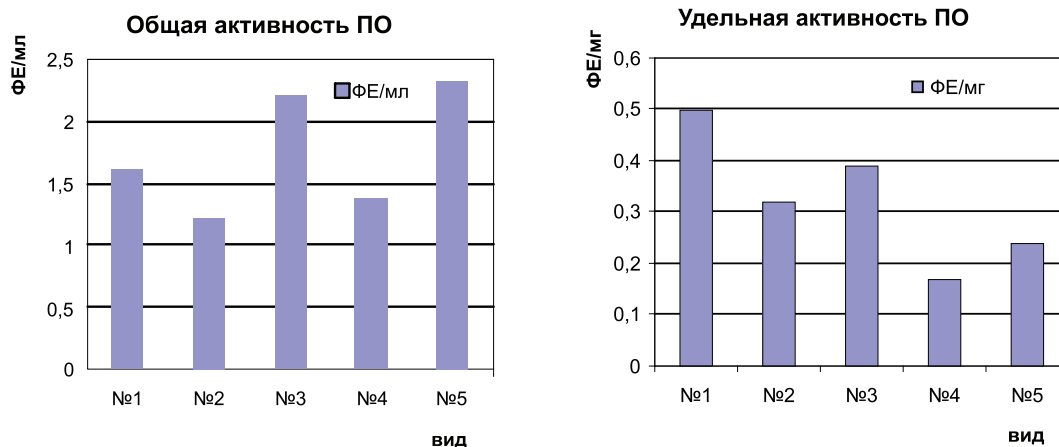 Общая активность ПО
ФЕ/мл
2,5
2
1,5
1
0,5
0
ФЕ/мл
№1 №2 №3 №4 №5
вид
Удельная активность ПО
ФЕ/мг
0,6
0,5
0,4
0,3
0,2
0,1
0
ФЕ/мг
№1 №2 №3 №4 №5
вид